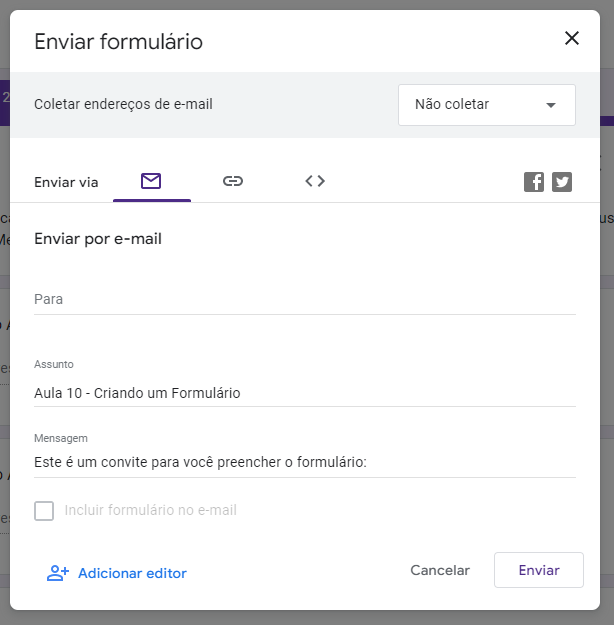 Enviar formulário
Coletar endereços de e-mail
Não coletar
Enviar via
Enviar por e-mail
Para
Assunto
Aula 10 - Criando um Formulário
Mensagem
Este é um convite para você preencher o formulário:
Incluir formulário no e-mail
Adicionar editor
Cancelar
Enviar